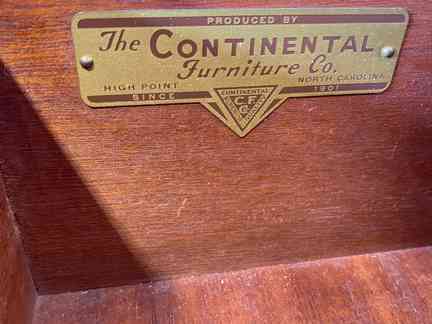 PRODUCED BY
The CONTINENTAL
Furniture Co.
HIGH POINT NORTH CAROLINA
SINCE 1901
CONTINENTAL
C.F.